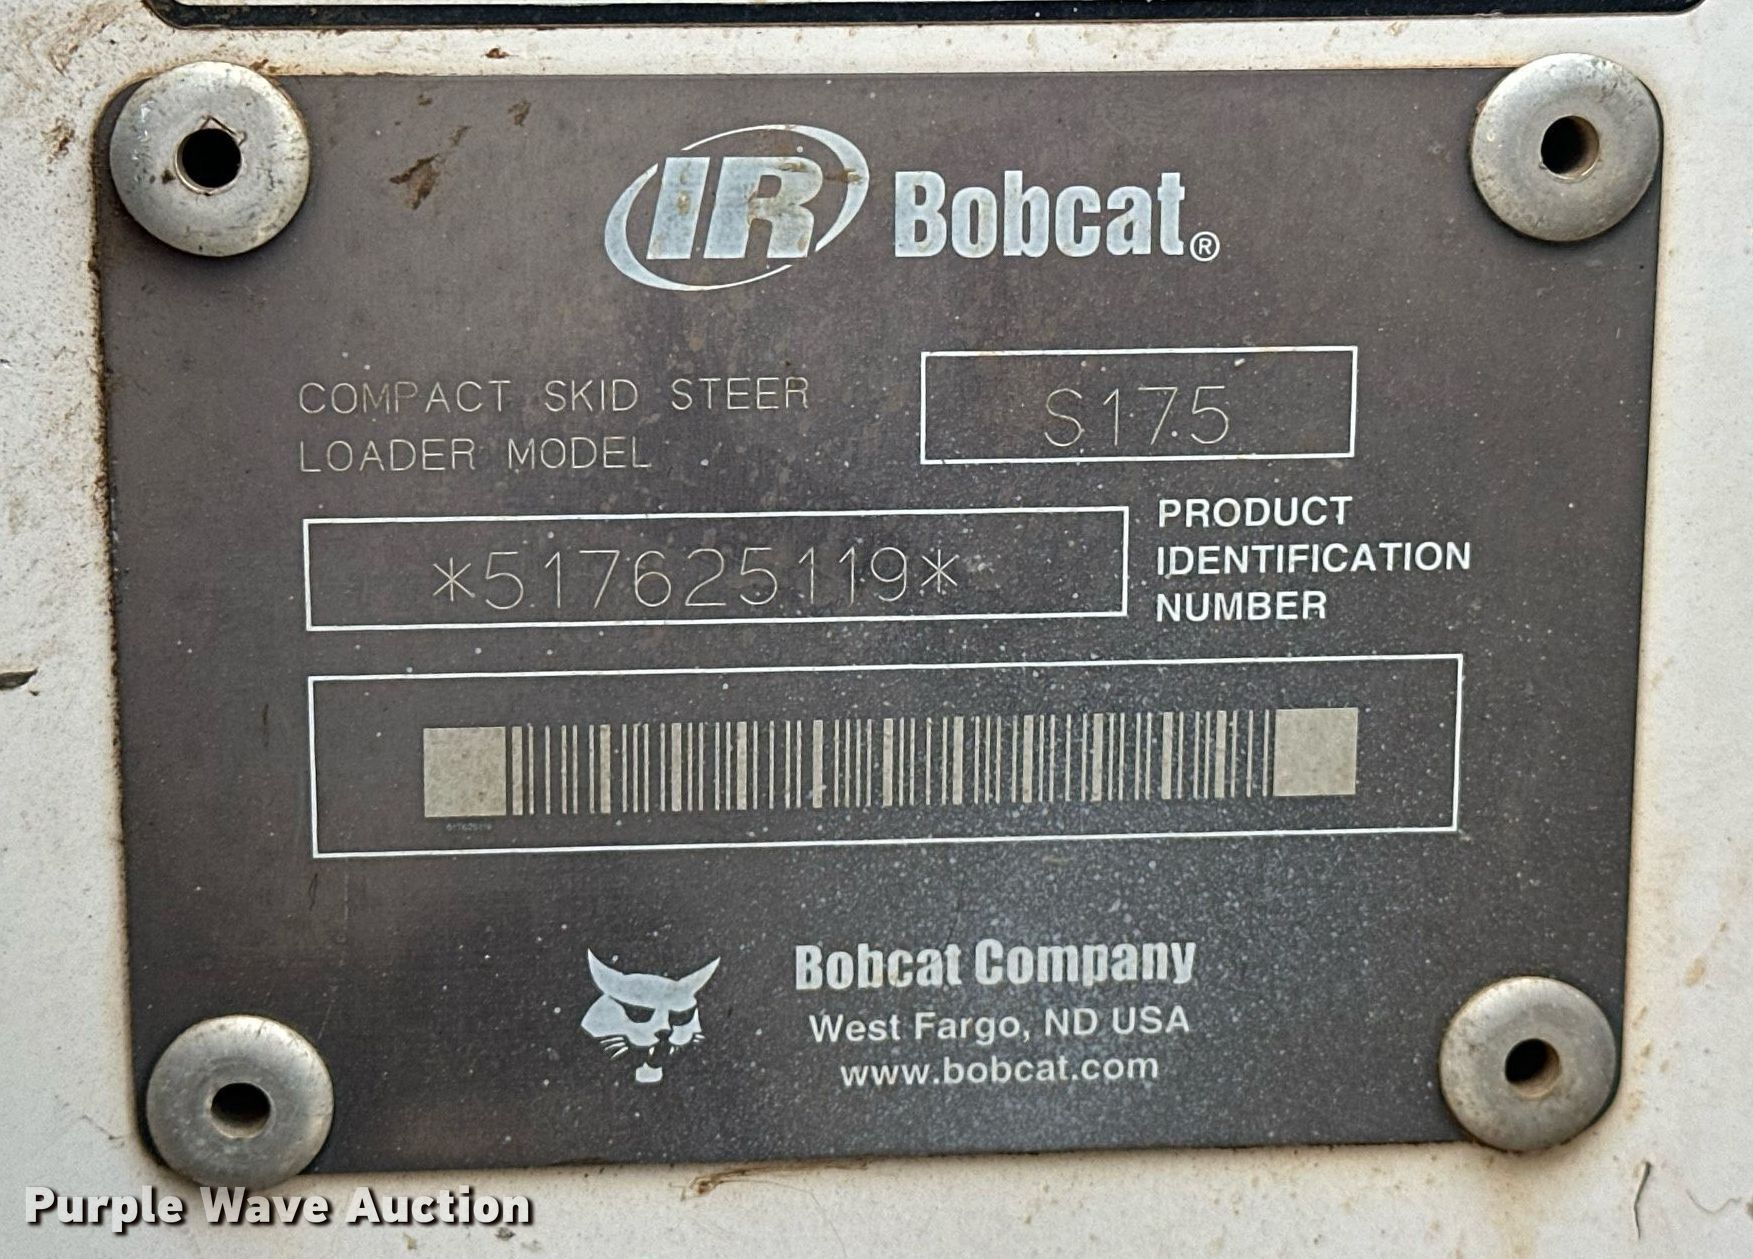 IR Bobcat®
COMPACT SKID STEER
LOADER MODEL
S175
*517625119*
PRODUCT
IDENTIFICATION
NUMBER
517625119
Bobcat Company
West Fargo, ND USA
www.bobcat.com
Purple Wave Auction